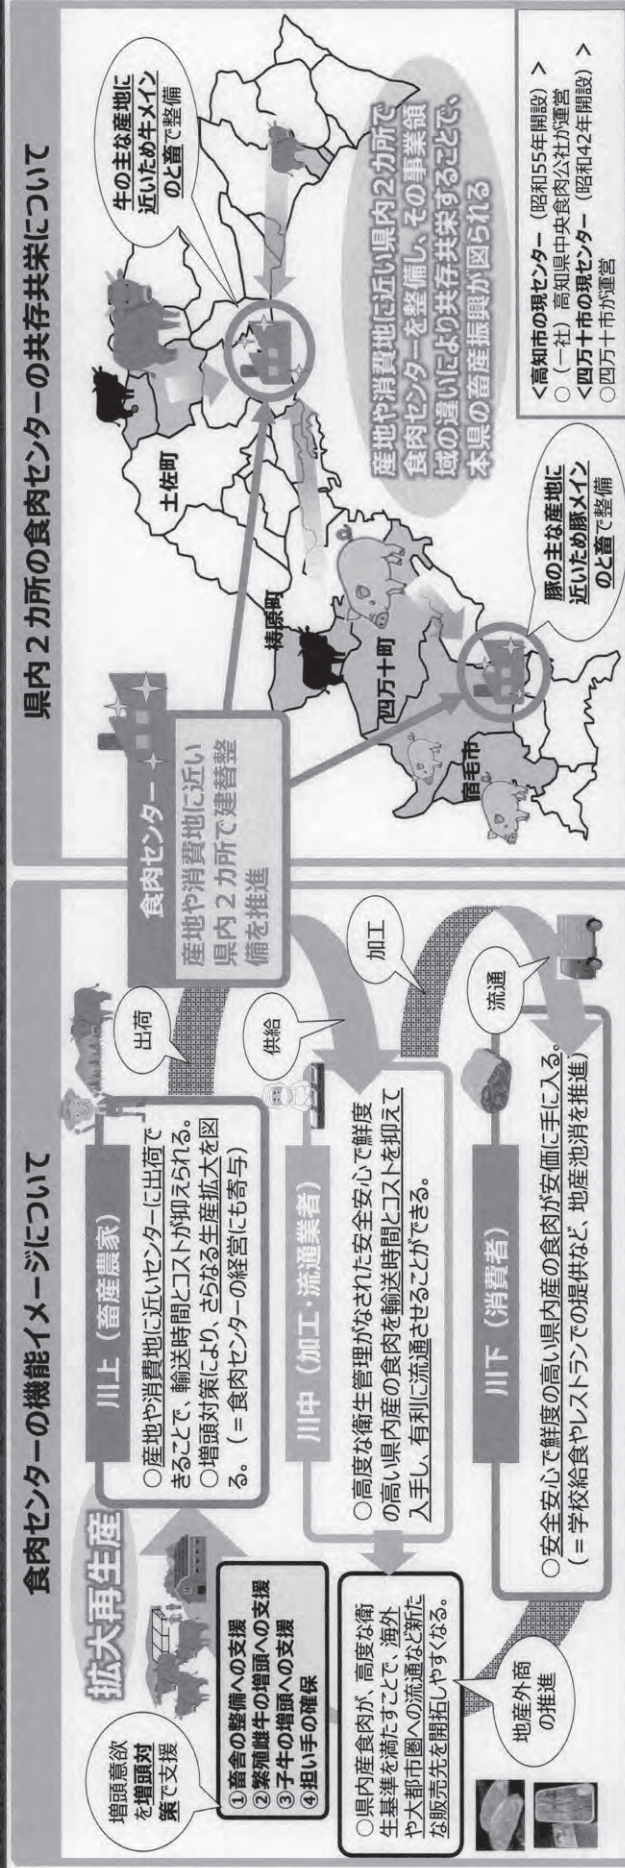 食肉センターの機能イメージについて
拡大再生産
増頭意欲
を増頭対
策で支援
①畜舎の整備への支援
②繁殖雌牛の増頭への支援
③子牛の増頭への支援
④担い手の確保
○県内産食肉が、高度な衛
生基準を満たすことで、海外
や大都市圏への流通など新た
な販売先を開拓しやすくなる。
地産外商
の推進
川上（畜産農家）
○産地や消費地に近いセンターに出荷で
きることで、輸送時間とコストが抑えられる。
○増頭対策により、さらなる生産拡大を図
る。（＝食肉センターの経営にも寄与）
出荷
川中（加工・流通業者）
○高度な衛生管理がなされた安全安心で鮮度
の高い県内産の食肉を輸送時間とコストを抑えて
入手し、有利に流通させることができる。
供給
加工
川下（消費者）
○安全安心で鮮度の高い県内産の食肉が安価に手に入る。
（＝学校給食やレストランでの提供など、地産池消を推進）
流通
食肉センター
産地や消費地に近い
県内２カ所で建替整
備を推進
県内２カ所の食肉センターの共存共栄について
土佐町
梼原町
四万十町
宿毛市
牛の主な産地に
近いため牛メイン
のと畜で整備
豚の主な産地に
近いため豚メイン
のと畜で整備
産地や消費地に近い県内２カ所で
食肉センターを整備し、その事業領
域の違いにより共存共栄することで、
本県の畜産振興が図られる
＜高知市の現センター（昭和55年開設）＞
○（一社）高知県中央食肉公社が運営
＜四万十市の現センター（昭和42年開設）＞
○四万十市が運営